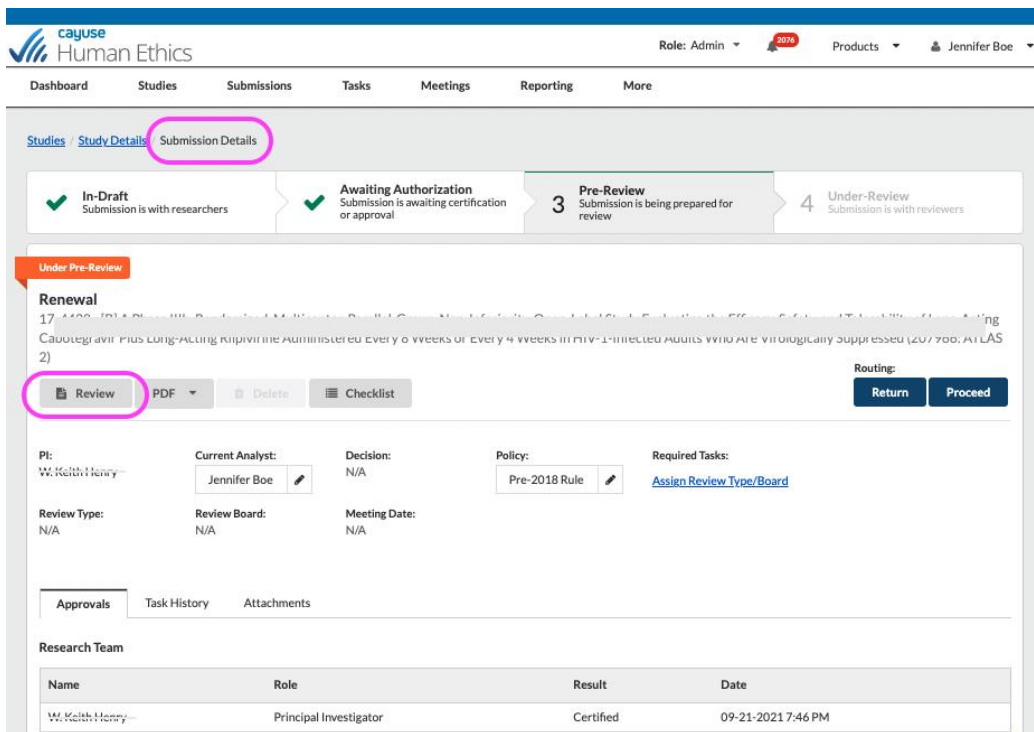 cayuse
Human Ethics
Role: Admin
2076
Products
Jennifer Boe
Dashboard Studies Submissions Tasks Meetings Reporting More
Studies / Study Details / Submission Details
In-Draft
Submission is with researchers
Awaiting Authorization
Submission is awaiting certification
or approval
3
Pre-Review
Submission is being prepared for
review
4
Under-Review
Submission is with reviewers
Under Pre-Review
Renewal
Cabotegravir Plus Long-Acting Rilpivirine Administered Every 8 Weeks or Every 4 Weeks in HIV-1-Infected Adults Who Are Virologically Suppressed (207966: ATLAS
2)
Routing:
Review PDF Delete Checklist Return Proceed
PI: Current Analyst: Decision: Policy: Required Tasks:
W. Keith Henry Jennifer Boe N/A Pre-2018 Rule Assign Review Type/Board
Review Type: Review Board: Meeting Date:
N/A N/A N/A
Approvals Task History Attachments
Research Team
Name Role Result Date
W. Keith Henry Principal Investigator Certified 09-21-2021 7:46 PM